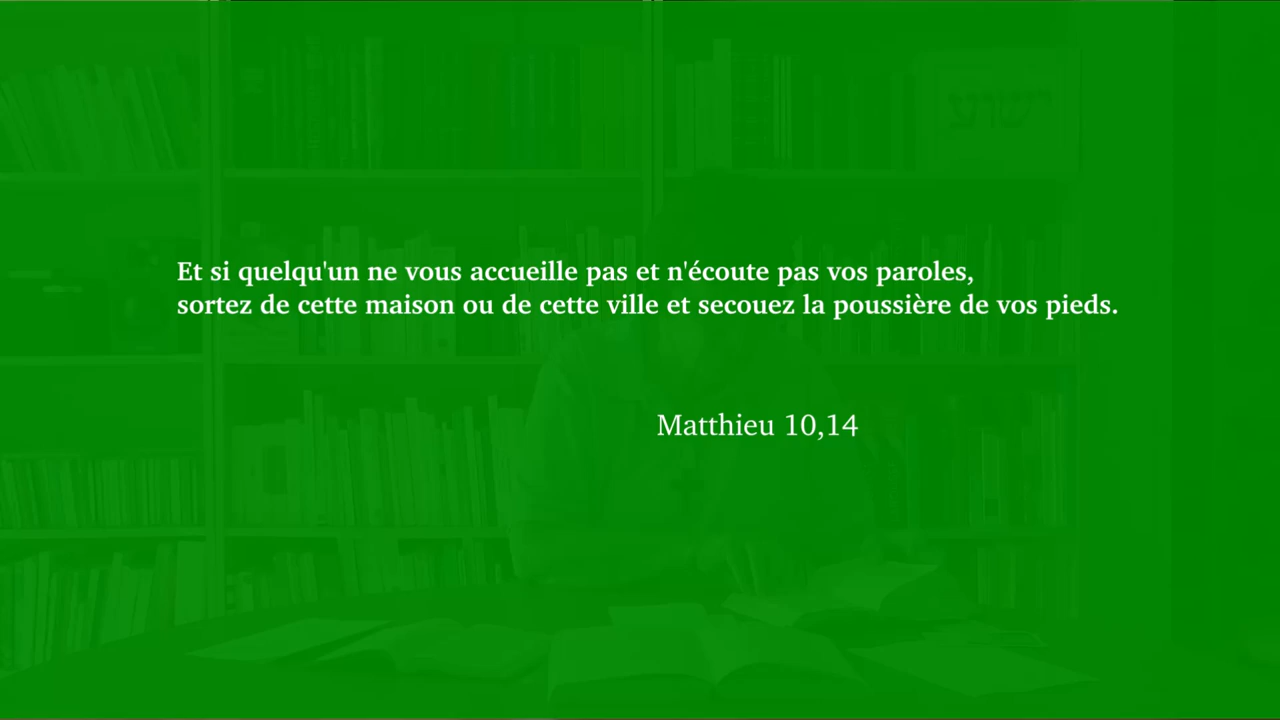 ישוע
Et si quelqu'un ne vous accueille pas et n'écoute pas vos paroles,
sortez de cette maison ou de cette ville et secouez la poussière de vos pieds.
Matthieu 10,14